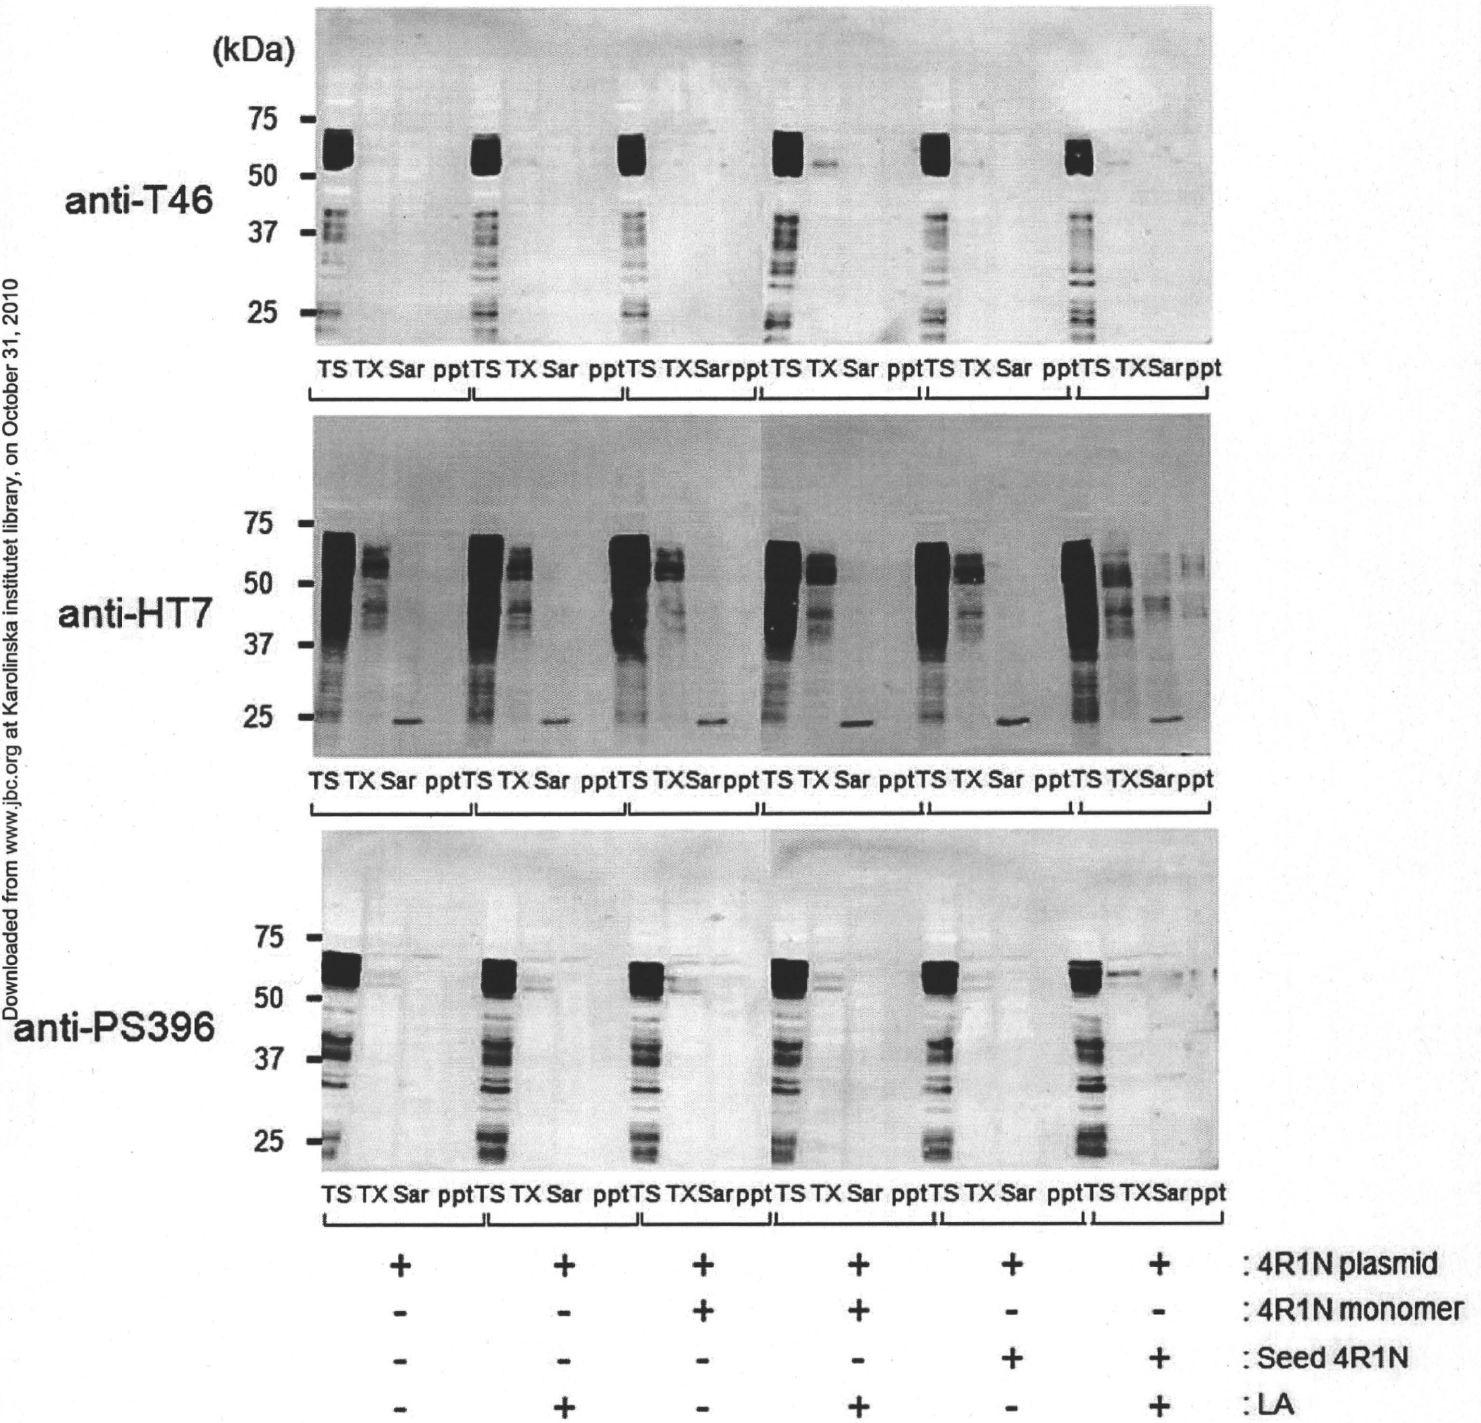 (kDa)
75
50
anti-T46
37
25
TS TX Sar ppt TS TX Sar ppt TS TX Sar ppt TS TX Sar ppt TS TX Sar ppt TS TX Sar ppt
75
50
anti-HT7
37
25
TS TX Sar ppt TS TX Sar ppt TS TX Sar ppt TS TX Sar ppt TS TX Sar ppt TS TX Sar ppt
75
50
anti-PS396
37
25
TS TX Sar ppt TS TX Sar ppt TS TX Sar ppt TS TX Sar ppt TS TX Sar ppt TS TX Sar ppt
+ + + + + + : 4R1N plasmid
- - + + - - : 4R1N monomer
- - - - + + : Seed 4R1N
- + - + - + : LA
Downloaded from www.jbc.org at Karolinska institutet library, on October 31, 2010